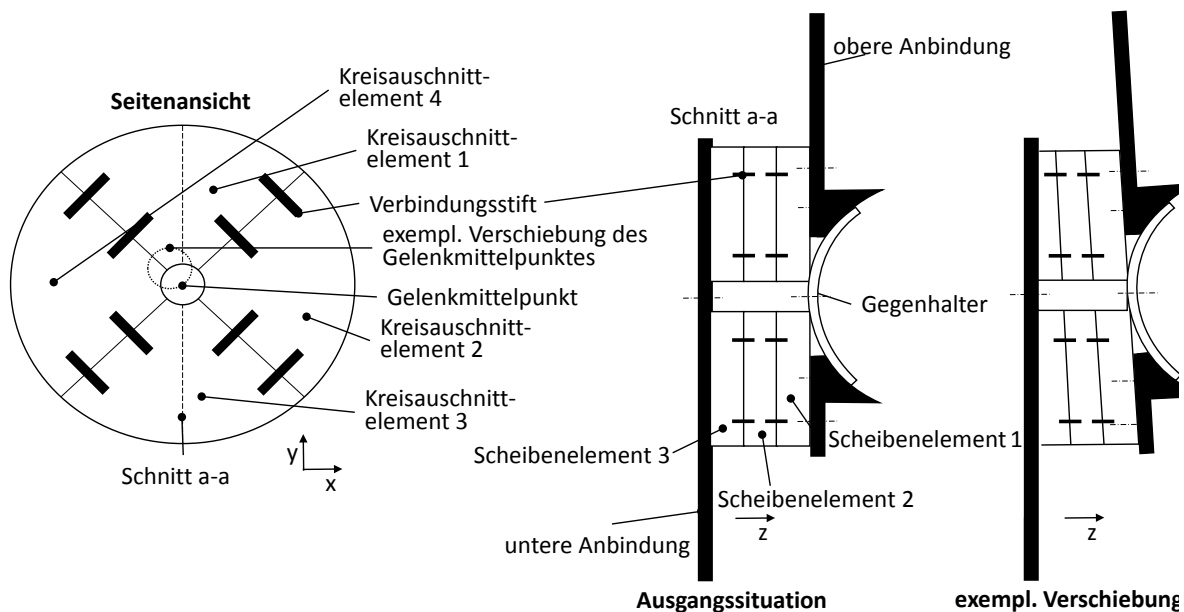 Seitenansicht
Kreisauschnitt-
element 4
Kreisauschnitt-
element 1
Verbindungsstift
exempl. Verschiebung des
Gelenkmittelpunktes
Gelenkmittelpunkt
Kreisauschnitt-
element 2
Kreisauschnitt-
element 3
Schnitt a-a
y
x
obere Anbindung
Schnitt a-a
Gegenhalter
Scheibenelement 1
Scheibenelement 3
Scheibenelement 2
z
untere Anbindung
Ausgangssituation
z
exempl. Verschiebung